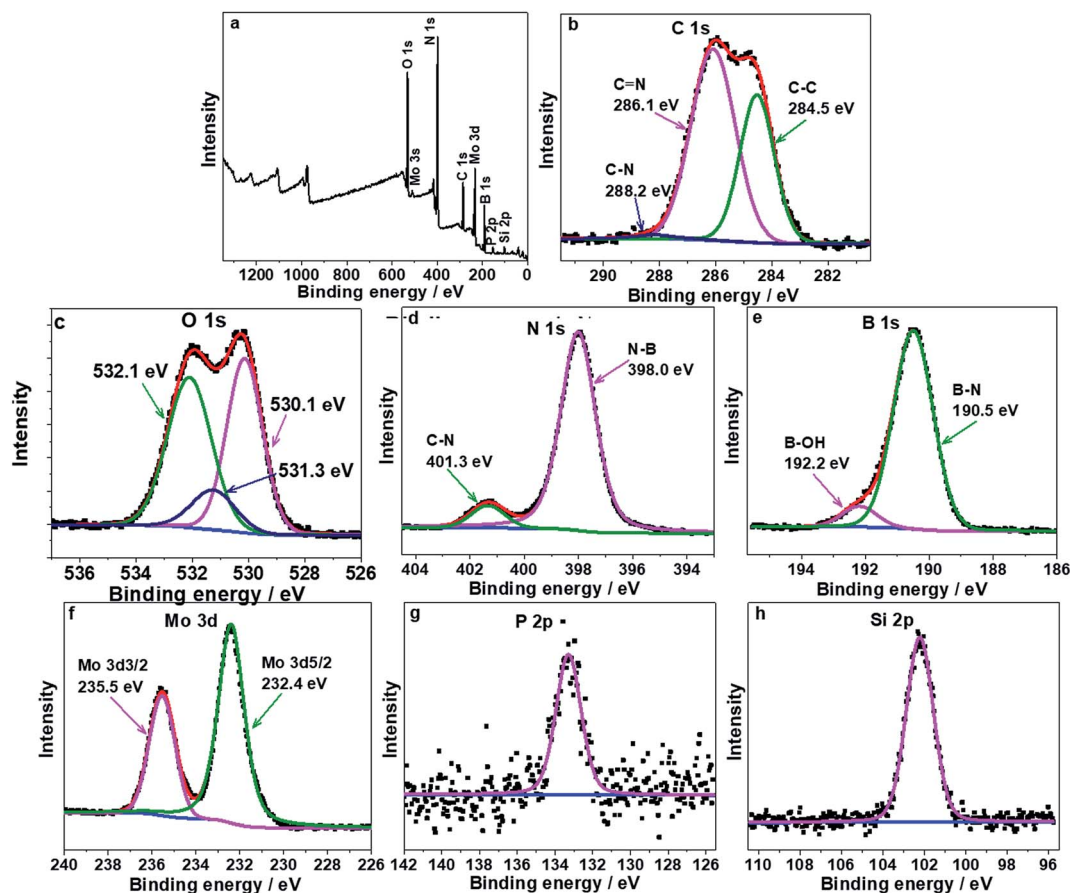 a
O 1s
Mo 3s
N 1s
C 1s
Mo 3d
B 1s
P 2p
Si 2p
Intensity
1200 1000 800 600 400 200 0
Binding energy / eV
b
C 1s
C=N
286.1 eV
C-C
284.5 eV
C-N
288.2 eV
Intensity
290 288 286 284 282
Binding energy / eV
c
O 1s
532.1 eV
530.1 eV
531.3 eV
Intensity
536 534 532 530 528 526
Binding energy / eV
d
N 1s
N-B
398.0 eV
C-N
401.3 eV
Intensity
404 402 400 398 396 394
Binding energy / eV
e
B 1s
B-N
190.5 eV
B-OH
192.2 eV
Intensity
194 192 190 188 186
Binding energy / eV
f
Mo 3d
Mo 3d3/2
235.5 eV
Mo 3d5/2
232.4 eV
Intensity
240 238 236 234 232 230 228 226
Binding energy / eV
g
P 2p
Intensity
142 140 138 136 134 132 130 128 126
Binding energy / eV
h
Si 2p
Intensity
110 108 106 104 102 100 98 96
Binding energy / eV